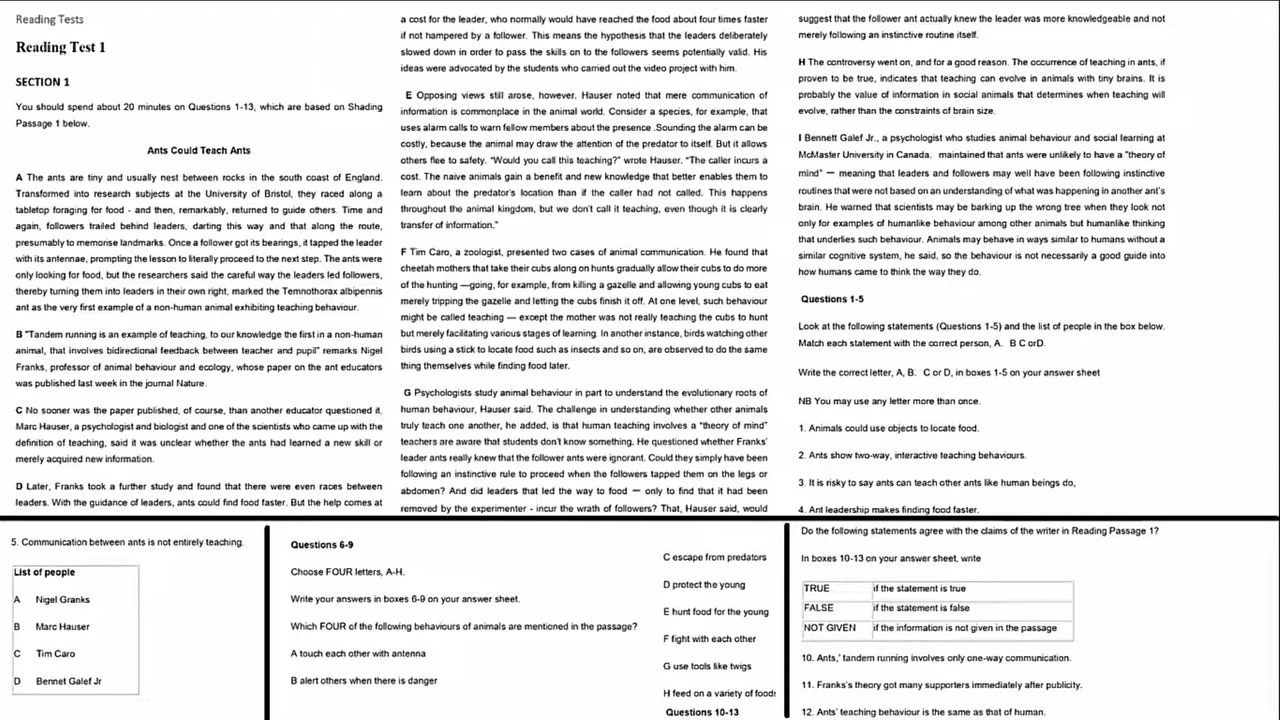 Reading Tests
Reading Test 1
SECTION 1
You should spend about 20 minutes on Questions 1-13, which are based on Shading
Passage 1 below.
Ants Could Teach Ants
A The ants are tiny and usually nest between rocks in the south coast of England.
Transformed into research subjects at the University of Bristol, they raced along a
tabletop foraging for food - and then, remarkably, returned to guide others. Time and
again, followers trailed behind leaders, darting this way and that along the route,
presumably to memorise landmarks. Once a follower got its bearings, it tapped the leader
with its antennae, prompting the lesson to literally proceed to the next step. The ants were
only looking for food, but the researchers said the careful way the leaders led followers,
thereby turning them into leaders in their own right, marked the Temnothorax albipennis
ant as the very first example of a non-human animal exhibiting teaching behaviour.
B "Tandem running is an example of teaching, to our knowledge the first in a non-human
animal, that involves bidirectional feedback between teacher and pupil" remarks Nigel
Franks, professor of animal behaviour and ecology, whose paper on the ant educators
was published last week in the journal Nature.
C No sooner was the paper published, of course, than another educator questioned it.
Marc Hauser, a psychologist and biologist and one of the scientists who came up with the
definition of teaching, said it was unclear whether the ants had learned a new skill or
merely acquired new information.
D Later, Franks took a further study and found that there were even races between
leaders. With the guidance of leaders, ants could find food faster. But the help comes at
a cost for the leader, who normally would have reached the food about four times faster
if not hampered by a follower. This means the hypothesis that the leaders deliberately
slowed down in order to pass the skills on to the followers seems potentially valid. His
ideas were advocated by the students who carried out the video project with him.
E Opposing views still arose, however. Hauser noted that mere communication of
information is commonplace in the animal world. Consider a species, for example, that
uses alarm calls to warn fellow members about the presence .Sounding the alarm can be
costly, because the animal may draw the attention of the predator to itself. But it allows
others flee to safety. "Would you call this teaching?" wrote Hauser. "The caller incurs a
cost. The naive animals gain a benefit and new knowledge that better enables them to
learn about the predator's location than if the caller had not called. This happens
throughout the animal kingdom, but we don't call it teaching, even though it is clearly
transfer of information."
F Tim Caro, a zoologist, presented two cases of animal communication. He found that
cheetah mothers that take their cubs along on hunts gradually allow their cubs to do more
of the hunting —going, for example, from killing a gazelle and allowing young cubs to eat
merely tripping the gazelle and letting the cubs finish it off. At one level, such behaviour
might be called teaching — except the mother was not really teaching the cubs to hunt
but merely facilitating various stages of learning. In another instance, birds watching other
birds using a stick to locate food such as insects and so on, are observed to do the same
thing themselves while finding food later.
G Psychologists study animal behaviour in part to understand the evolutionary roots of
human behaviour, Hauser said. The challenge in understanding whether other animals
truly teach one another, he added, is that human teaching involves a "theory of mind"
teachers are aware that students don't know something. He questioned whether Franks'
leader ants really knew that the follower ants were ignorant. Could they simply have been
following an instinctive rule to proceed when the followers tapped them on the legs or
abdomen? And did leaders that led the way to food — only to find that it had been
removed by the experimenter - incur the wrath of followers? That, Hauser said, would
suggest that the follower ant actually knew the leader was more knowledgeable and not
merely following an instinctive routine itself.
H The controversy went on, and for a good reason. The occurrence of teaching in ants, if
proven to be true, indicates that teaching can evolve in animals with tiny brains. It is
probably the value of information in social animals that determines when teaching will
evolve, rather than the constraints of brain size.
I Bennett Galef Jr., a psychologist who studies animal behaviour and social learning at
McMaster University in Canada, maintained that ants were unlikely to have a "theory of
mind" — meaning that leaders and followers may well have been following instinctive
routines that were not based on an understanding of what was happening in another ant's
brain. He warned that scientists may be barking up the wrong tree when they look not
only for examples of humanlike behaviour among other animals but humanlike thinking
that underlies such behaviour. Animals may behave in ways similar to humans without a
similar cognitive system, he said, so the behaviour is not necessarily a good guide into
how humans came to think the way they do.
Questions 1-5
Look at the following statements (Questions 1-5) and the list of people in the box below.
Match each statement with the correct person, A. B C orD.
Write the correct letter, A, B. C or D, in boxes 1-5 on your answer sheet
NB You may use any letter more than once.
1. Animals could use objects to locate food.
2. Ants show two-way, interactive teaching behaviours.
3. It is risky to say ants can teach other ants like human beings do,
4. Ant leadership makes finding food faster.
5. Communication between ants is not entirely teaching.
List of people
A Nigel Granks
B Marc Hauser
C Tim Caro
D Bennet Galef Jr
Questions 6-9
Choose FOUR letters, A-H.
Write your answers in boxes 6-9 on your answer sheet.
Which FOUR of the following behaviours of animals are mentioned in the passage?
A touch each other with antenna
B alert others when there is danger
C escape from predators
D protect the young
E hunt food for the young
F fight with each other
G use tools like twigs
H feed on a variety of foods
Questions 10-13
Do the following statements agree with the claims of the writer in Reading Passage 1?
In boxes 10-13 on your answer sheet, write
TRUE if the statement is true
FALSE if the statement is false
NOT GIVEN if the information is not given in the passage
10. Ants,' tandem running involves only one-way communication.
11. Franks's theory got many supporters immediately after publicity.
12. Ants' teaching behaviour is the same as that of human.